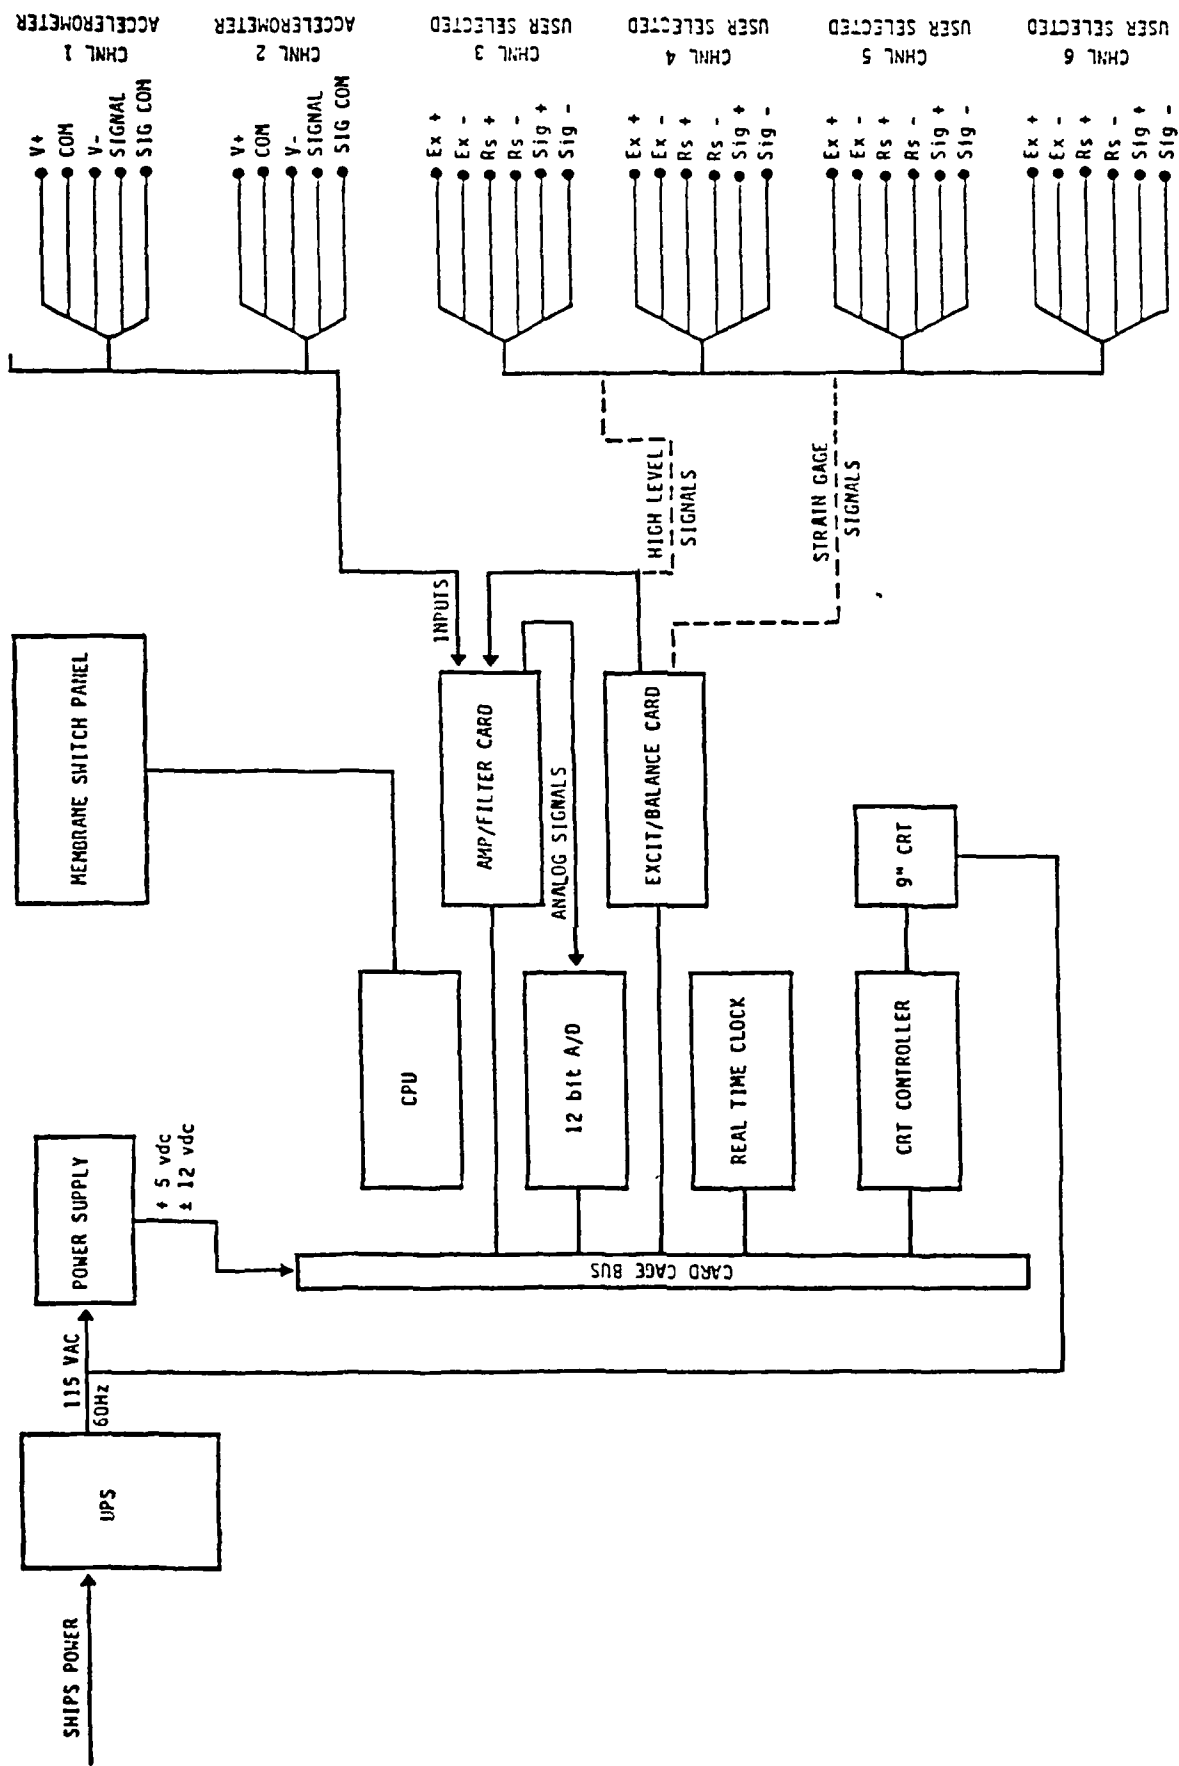 SHIPS POWER
UPS
115 VAC
60Hz
POWER SUPPLY
+ 5 vdc
± 12 vdc
CARD CAGE BUS
CPU
12 bit A/D
REAL TIME CLOCK
CRT CONTROLLER
9" CRT
MEMBRANE SWITCH PANEL
AMP/FILTER CARD
ANALOG SIGNALS
EXCIT/BALANCE CARD
INPUTS
HIGH LEVEL
SIGNALS
STRAIN GAGE
SIGNALS
V+
COM
V-
SIGNAL
SIG COM
CHNL 1
ACCELEROMETER
V+
COM
V-
SIGNAL
SIG COM
CHNL 2
ACCELEROMETER
Ex +
Ex -
Rs +
Rs -
Sig +
Sig -
CHNL 3
USER SELECTED
Ex +
Ex -
Rs +
Rs -
Sig +
Sig -
CHNL 4
USER SELECTED
Ex +
Ex -
Rs +
Rs -
Sig +
Sig -
CHNL 5
USER SELECTED
Ex +
Ex -
Rs +
Rs -
Sig +
Sig -
CHNL 6
USER SELECTED